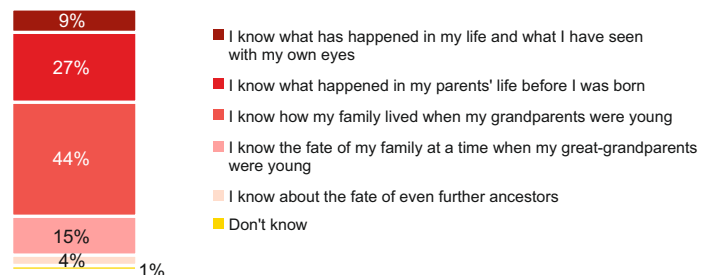 9%
27%
44%
15%
4%
1%
I know what has happened in my life and what I have seen
with my own eyes
I know what happened in my parents' life before I was born
I know how my family lived when my grandparents were young
I know the fate of my family at a time when my great-grandparents
were young
I know about the fate of even further ancestors
Don't know